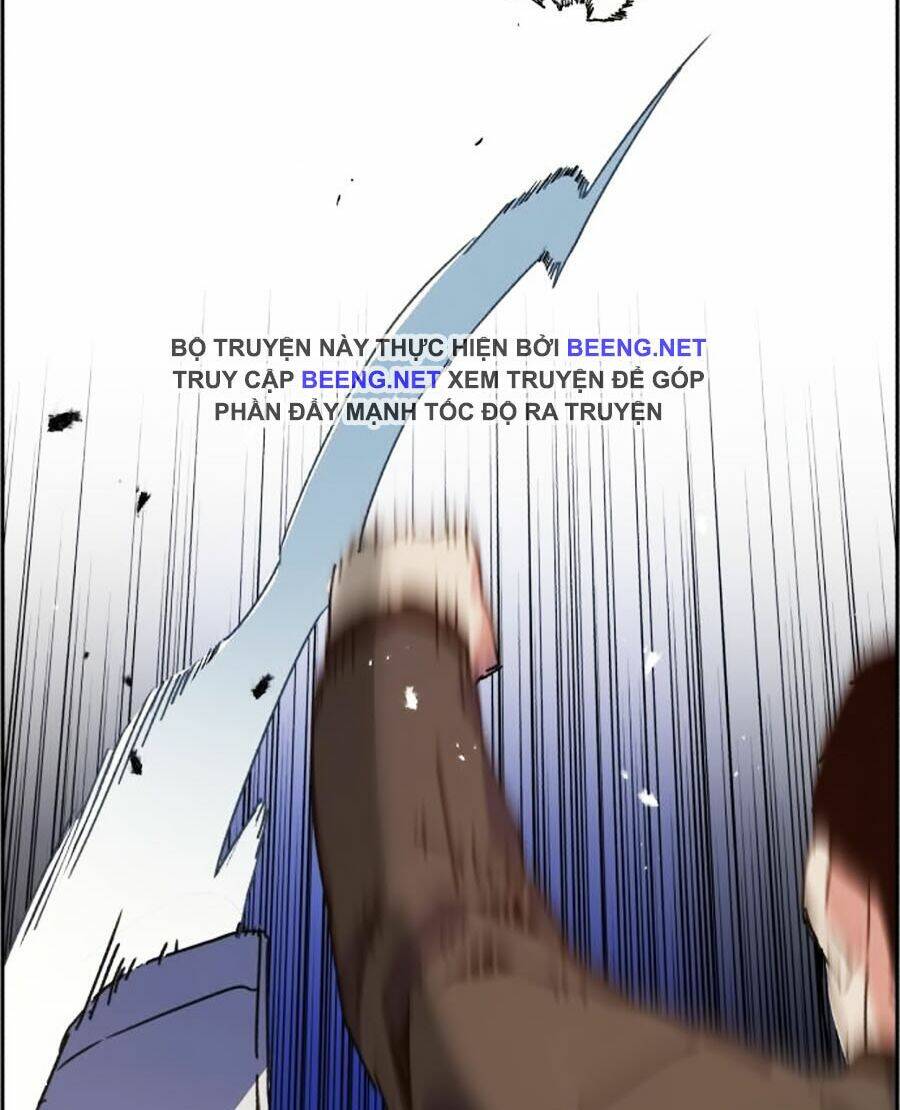 BỘ TRUYỆN NÀY THỰC HIỆN BỞI BEENG.NET
TRUY CẬP BEENG.NET XEM TRUYỆN ĐỂ GÓP
PHẦN ĐẨY MẠNH TỐC ĐỘ RA TRUYỆN